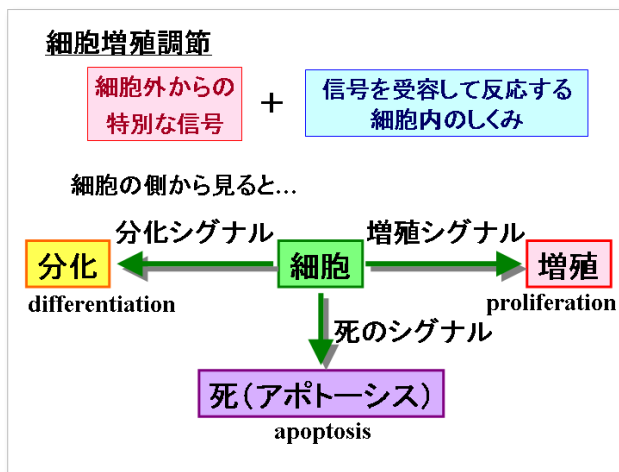 細胞増殖調節
細胞外からの
特別な信号
+
信号を受容して反応する
細胞内のしくみ
細胞の側から見ると…
分化シグナル
増殖シグナル
分化
細胞
増殖
differentiation
proliferation
死のシグナル
死(アポトーシス)
apoptosis